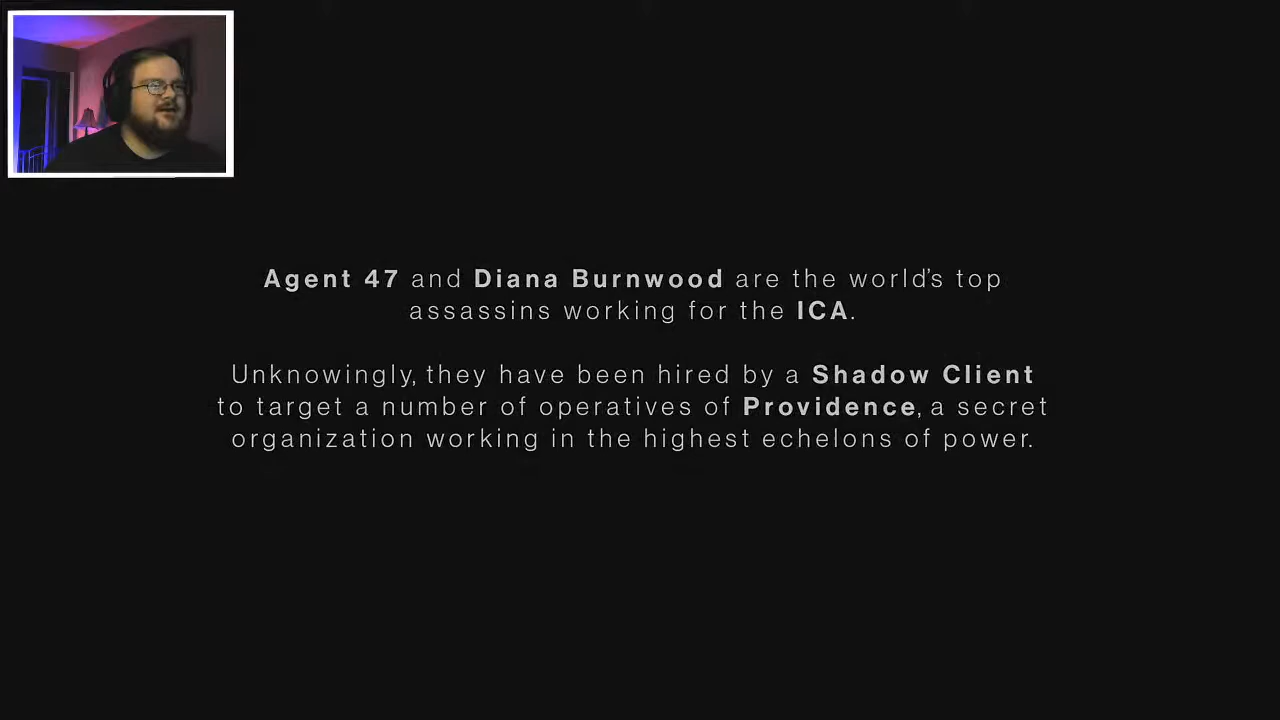 Agent 47 and Diana Burnwood are the world's top
assassins working for the ICA.
Unknowingly, they have been hired by a Shadow Client
to target a number of operatives of Providence, a secret
organization working in the highest echelons of power.